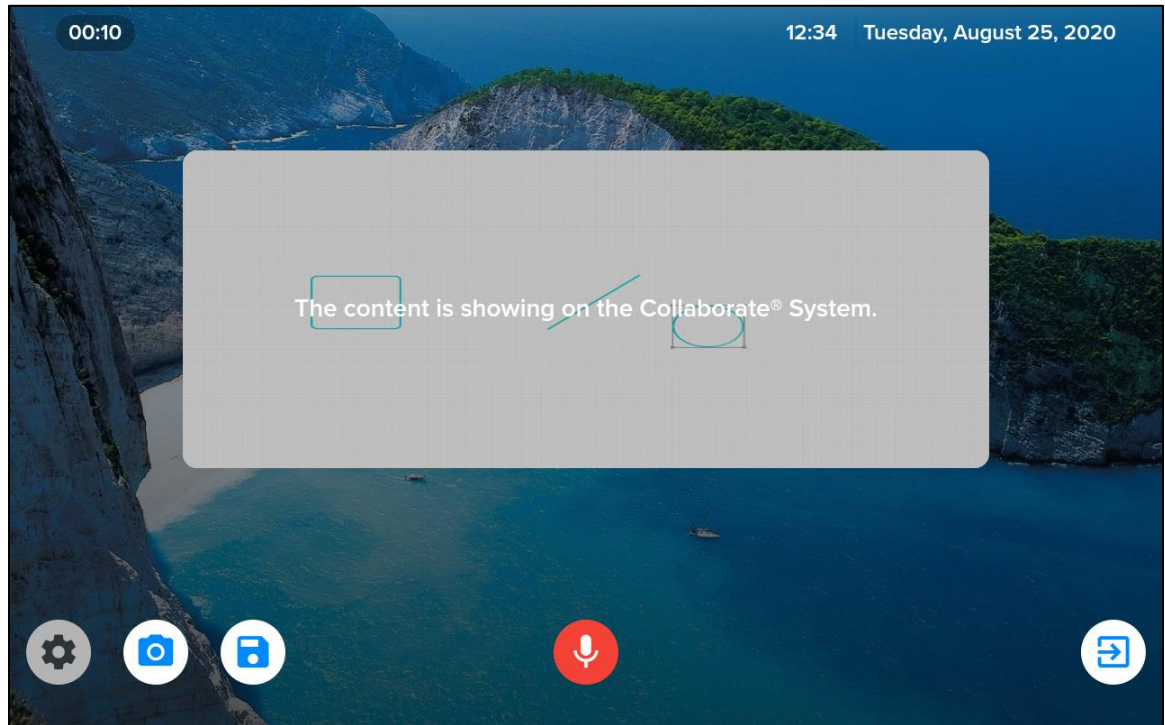 00:10
12:34 Tuesday, August 25, 2020
The content is showing on the Collaborate® System.